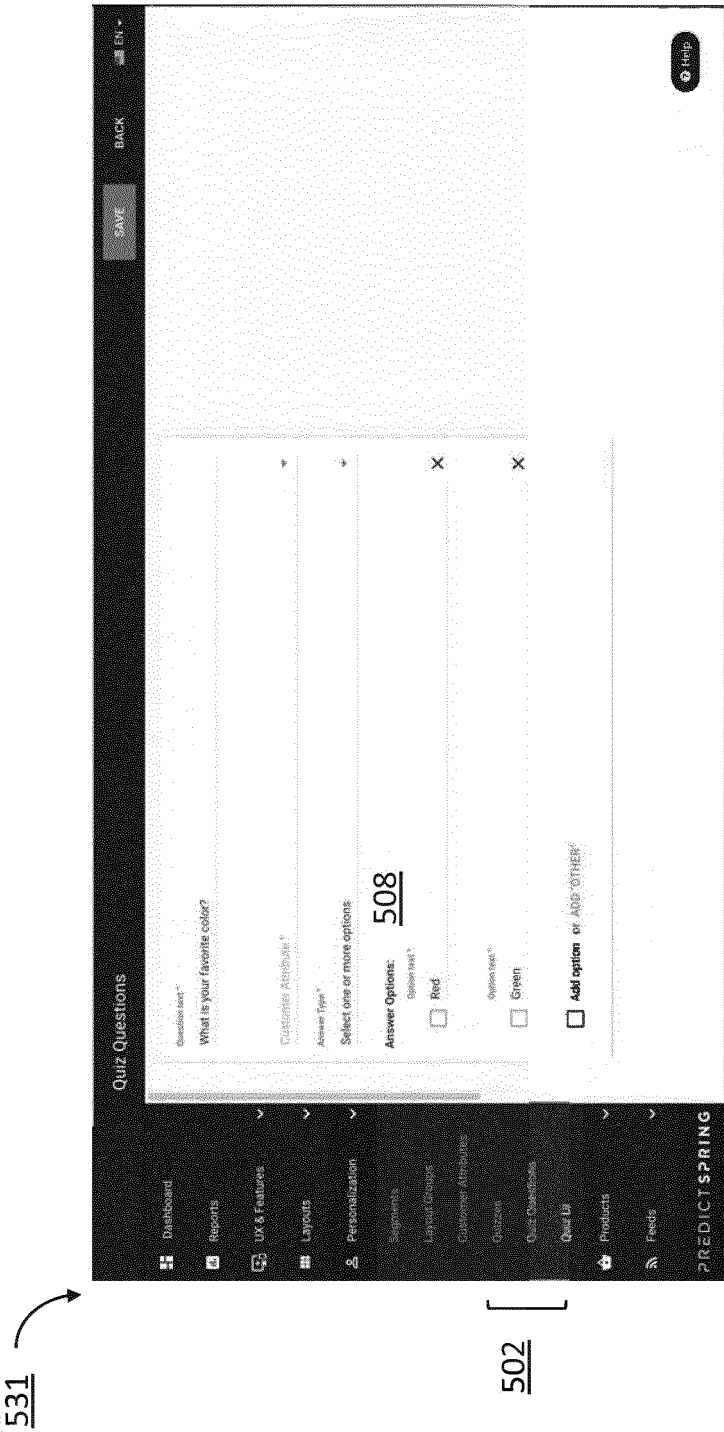 531
Quiz Questions
SAVE
BACK
EN
Dashboard
Reports
UX & Features
Layouts
Personalization
Segments
Layout Groups
Customer Attributes
Quizzes
Quiz Questions
Quiz UI
Products
Feeds
PREDICTSPRING
502
Question text *
What is your favorite color?
Customer Attribute *
Answer Type *
Select one or more options
508
Answer Options:
Option text *
Red
Option text *
Green
Add option or ADD 'OTHER'
Help